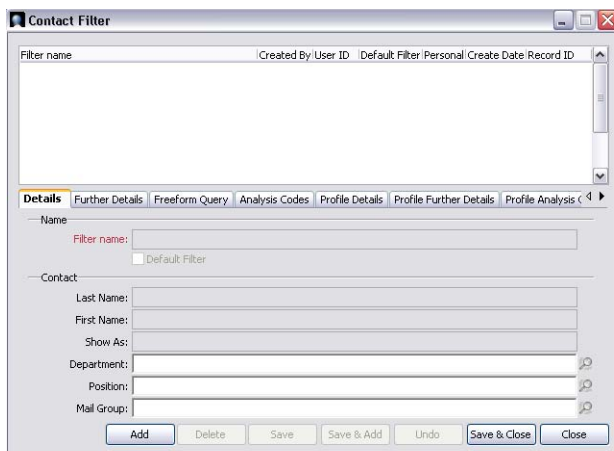 Contact Filter
Filter name Created By User ID Default Filter Personal Create Date Record ID
Details Further Details Freeform Query Analysis Codes Profile Details Profile Further Details Profile Analysis
Name
Filter name:
Default Filter
Contact
Last Name:
First Name:
Show As:
Department:
Position:
Mail Group:
Add Delete Save Save & Add Undo Save & Close Close